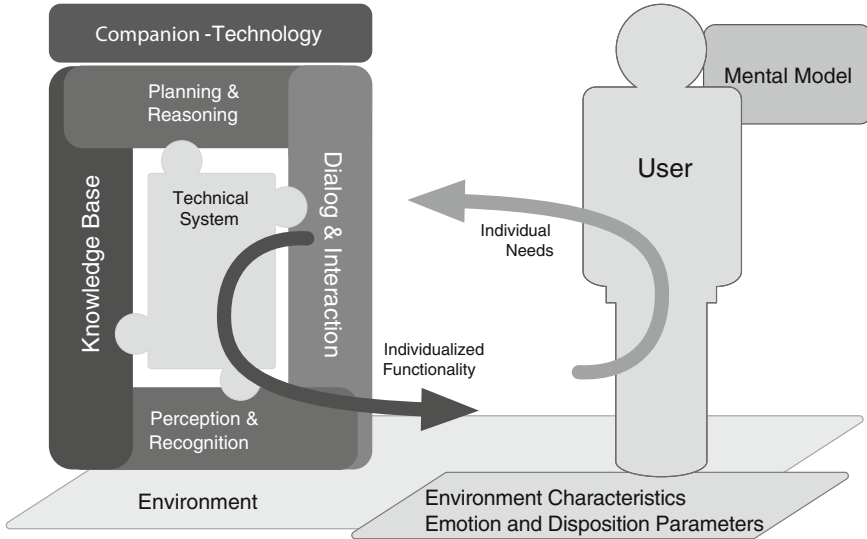 Companion -Technology
Planning &
Reasoning
Knowledge Base
Technical
System
Dialog & Interaction
Perception &
Recognition
Individualized
Functionality
Individual
Needs
User
Mental Model
Environment
Environment Characteristics
Emotion and Disposition Parameters